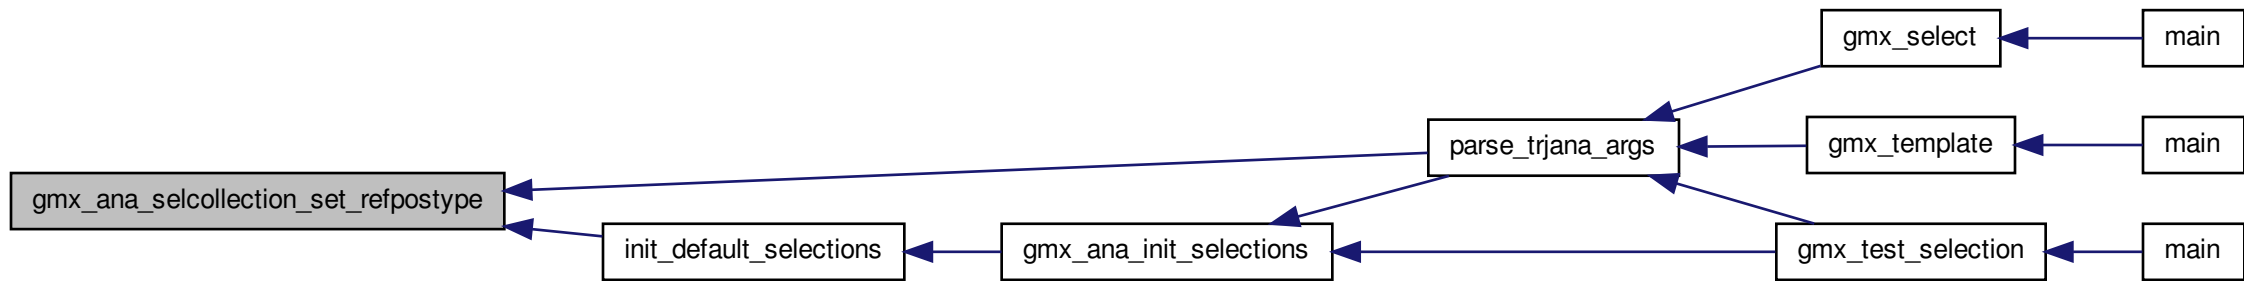 gmx_select
main
parse_trjana_args
gmx_template
main
gmx_ana_selcollection_set_refpostype
init_default_selections
gmx_ana_init_selections
gmx_test_selection
main